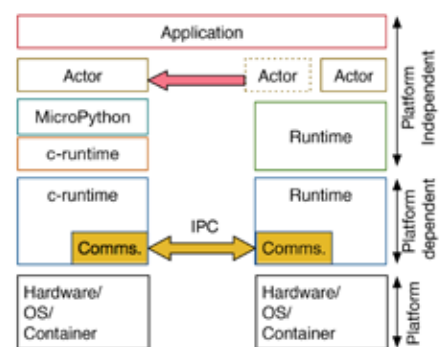 Application
Actor
Actor
Actor
MicroPython
c-runtime
Runtime
Platform
Independent
c-runtime
Runtime
IPC
Comms.
Comms.
Platform
dependent
Hardware/
OS/
Container
Hardware/
OS/
Container
Platform